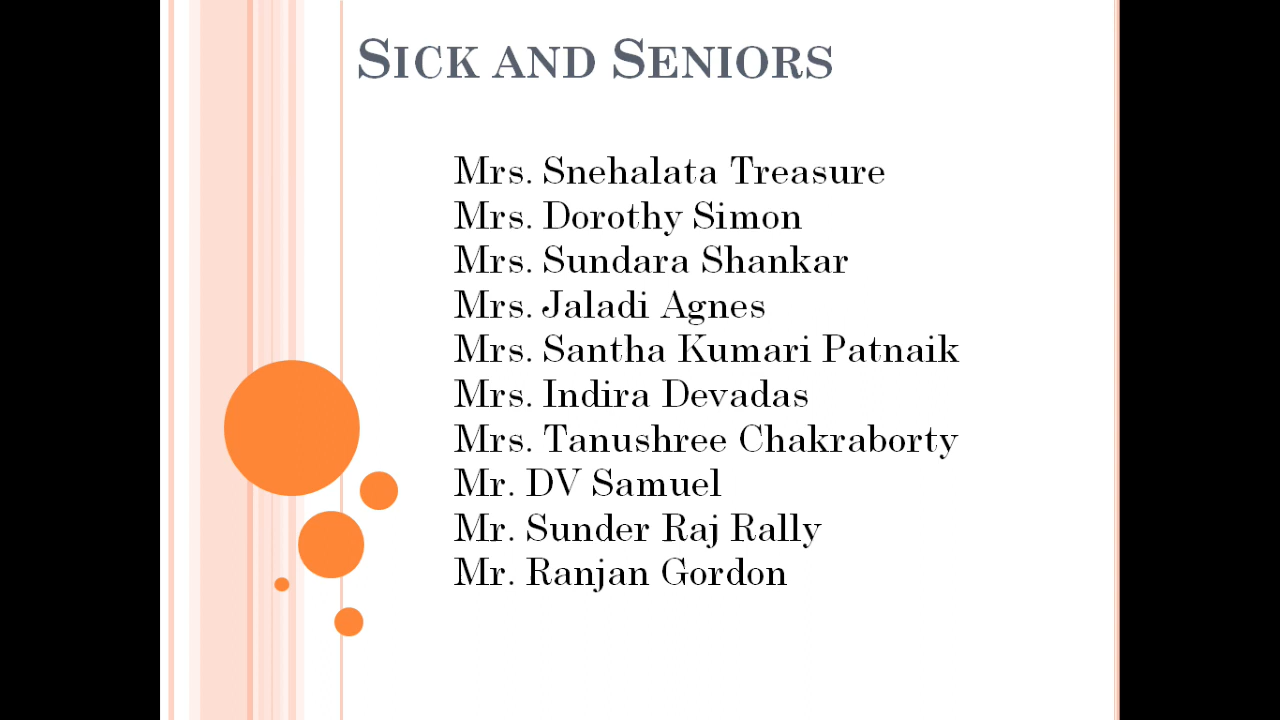 SICK AND SENIORS
Mrs. Snehalata Treasure
Mrs. Dorothy Simon
Mrs. Sundara Shankar
Mrs. Jaladi Agnes
Mrs. Santha Kumari Patnaik
Mrs. Indira Devadas
Mrs. Tanushree Chakraborty
Mr. DV Samuel
Mr. Sunder Raj Rally
Mr. Ranjan Gordon